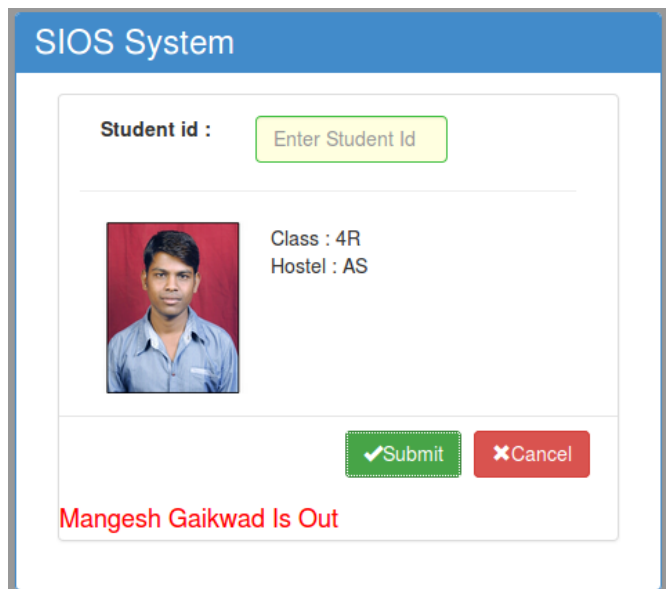 SIOS System
Student id :
Enter Student Id
Class : 4R
Hostel : AS
Submit
Cancel
Mangesh Gaikwad Is Out